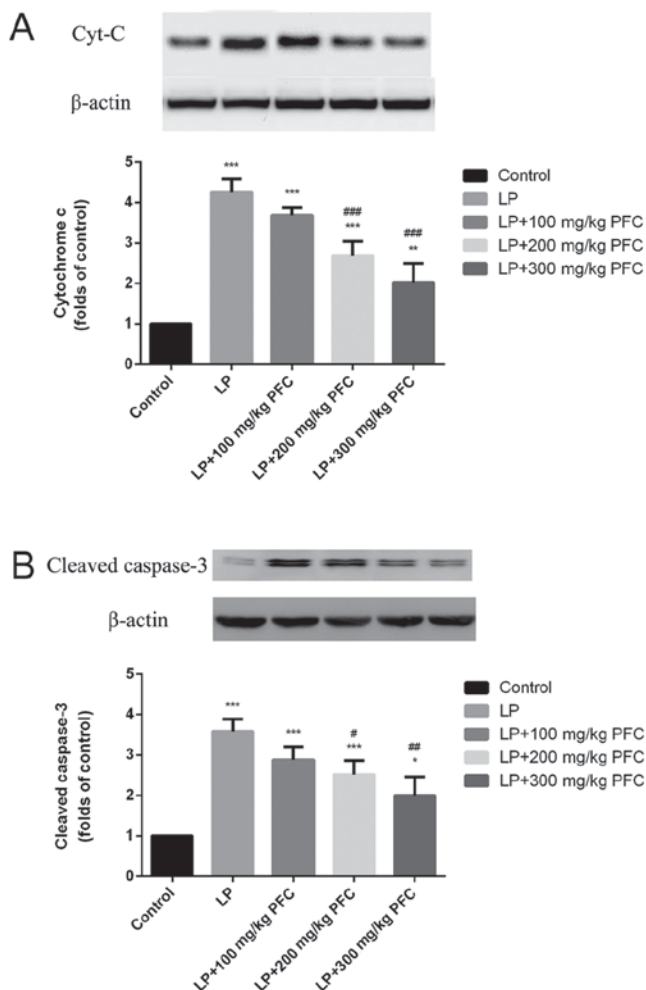 A
Cyt-C
β-actin
Cytochrome c
(folds of control)
5
4
3
2
1
0
***
***
###
***
###
**
Control
LP
LP+100 mg/kg PFC
LP+200 mg/kg PFC
LP+300 mg/kg PFC
Control
LP
LP+100 mg/kg PFC
LP+200 mg/kg PFC
LP+300 mg/kg PFC
B
Cleaved caspase-3
β-actin
Cleaved caspase-3
(folds of control)
5
4
3
2
1
0
***
***
#
***
##
*
Control
LP
LP+100 mg/kg PFC
LP+200 mg/kg PFC
LP+300 mg/kg PFC
Control
LP
LP+100 mg/kg PFC
LP+200 mg/kg PFC
LP+300 mg/kg PFC